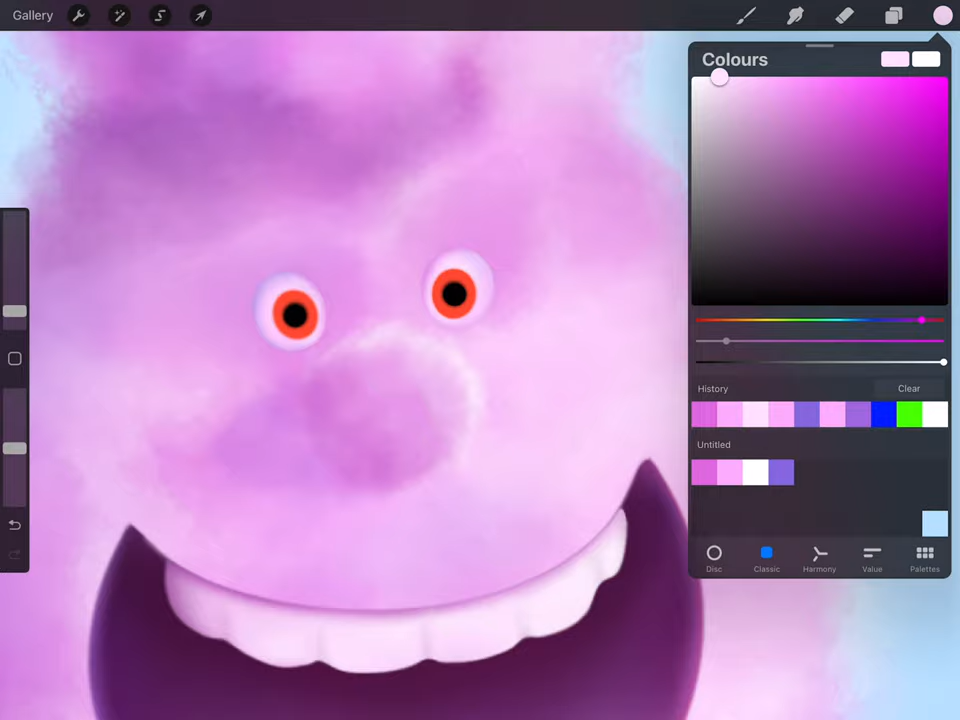 Gallery
Colours
History
Clear
Untitled
Disc
Classic
Harmony
Value
Palettes